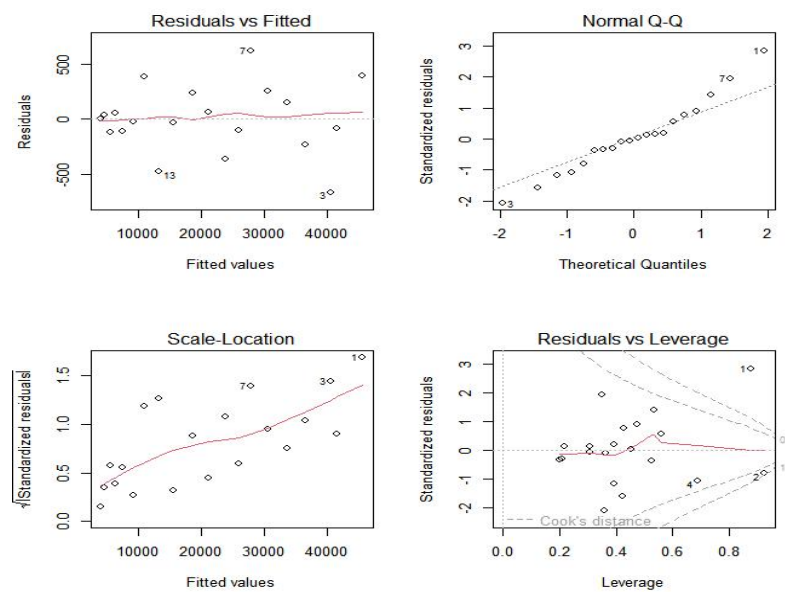 Residuals vs Fitted
Residuals
500
0
-500
7
13
3
10000 20000 30000 40000
Fitted values
Normal Q-Q
Standardized residuals
3
2
1
0
-1
-2
1
7
3
-2 -1 0 1 2
Theoretical Quantiles
Scale-Location
√|Standardized residuals|
1.5
1.0
0.5
0.0
1
3
7
10000 20000 30000 40000
Fitted values
Residuals vs Leverage
Standardized residuals
3
2
1
0
-1
-2
1
4
2
Cook's distance
0.0 0.2 0.4 0.6 0.8
Leverage